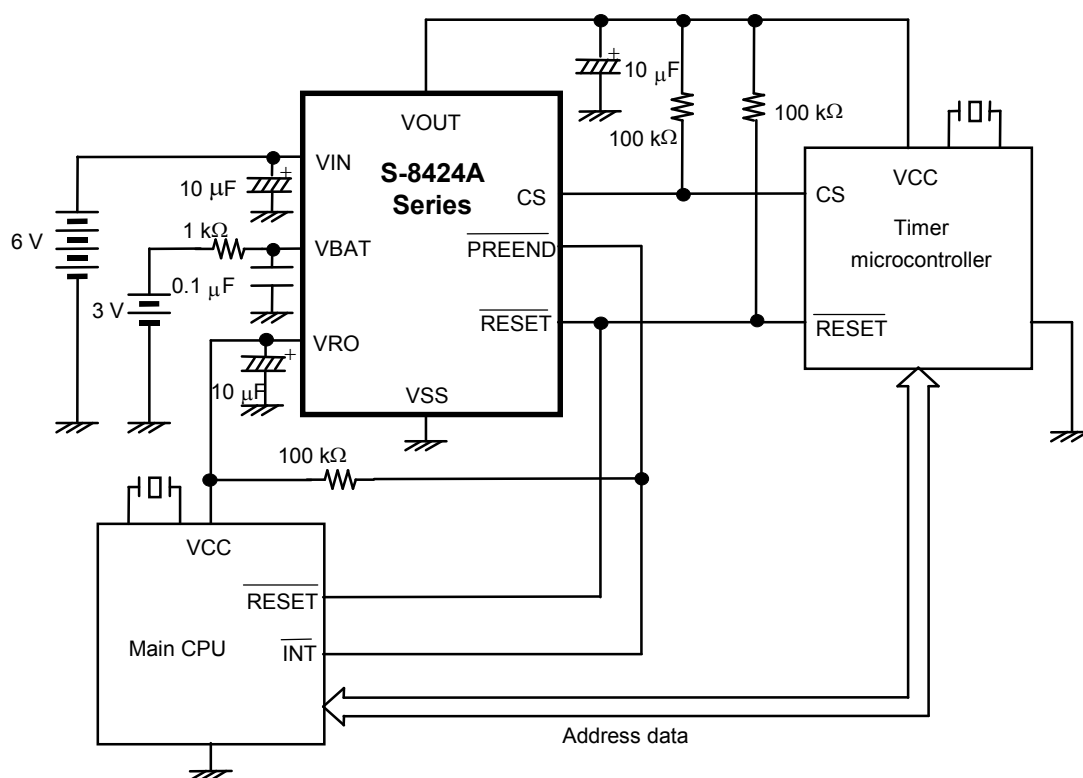 10 μF
100 kΩ
100 kΩ
VOUT
VIN
S-8424A
Series
10 μF
CS
CS
VCC
Timer
microcontroller
6 V
1 kΩ
VBAT
PREEND
0.1 μF
3 V
RESET
RESET
VRO
10 μF
VSS
100 kΩ
VCC
RESET
Main CPU
INT
Address data